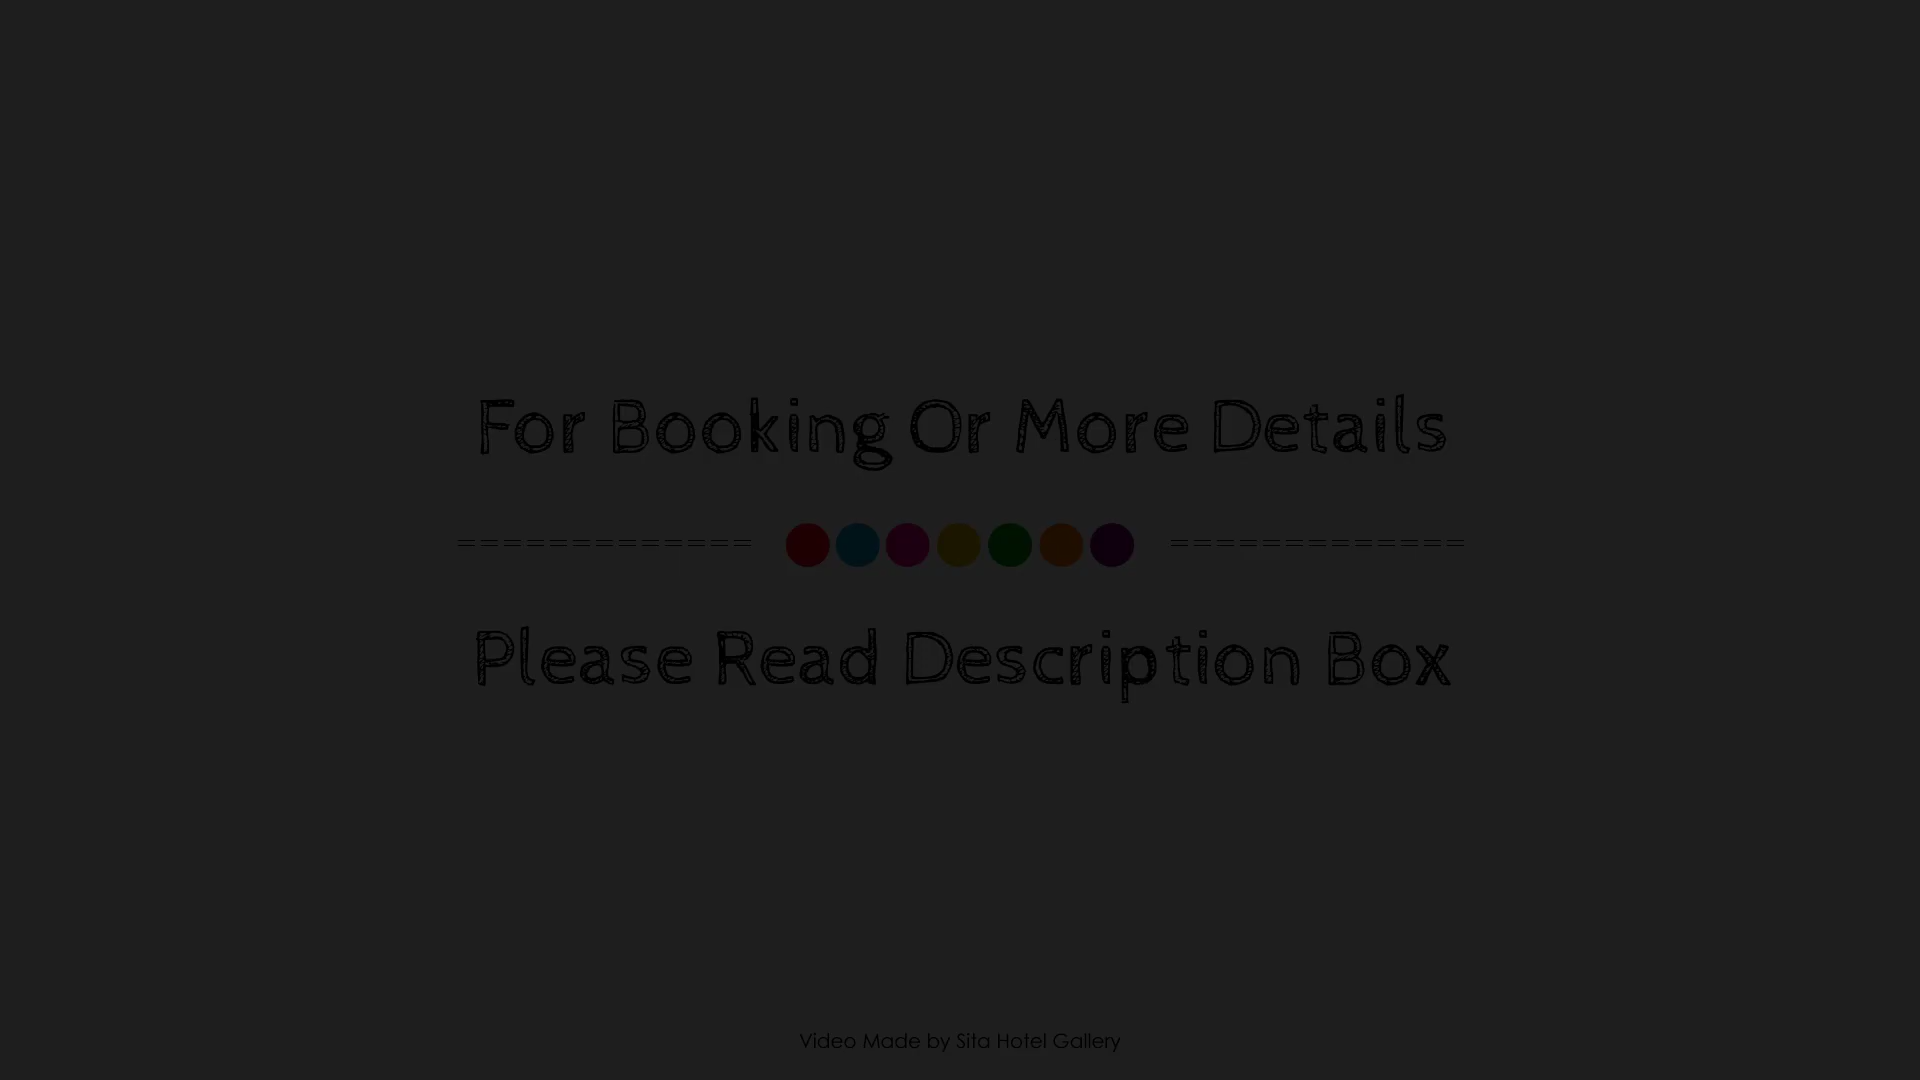 For Booking Or More Details
============= =============
Please Read Description Box
Video Made by Sita Hotel Gallery